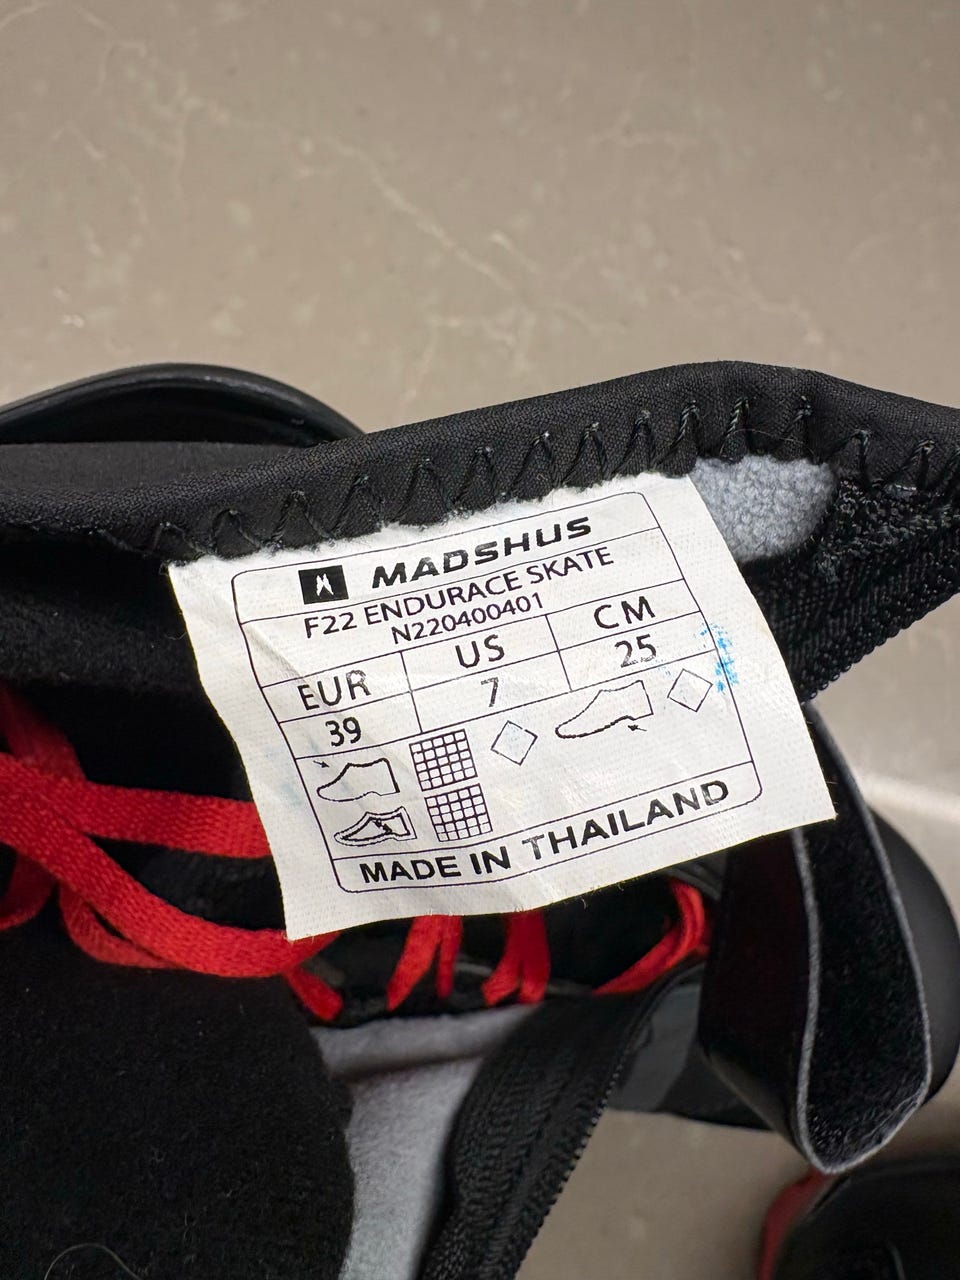 MADSHUS
F22 ENDURACE SKATE
N220400401
EUR US CM
39 7 25
MADE IN THAILAND